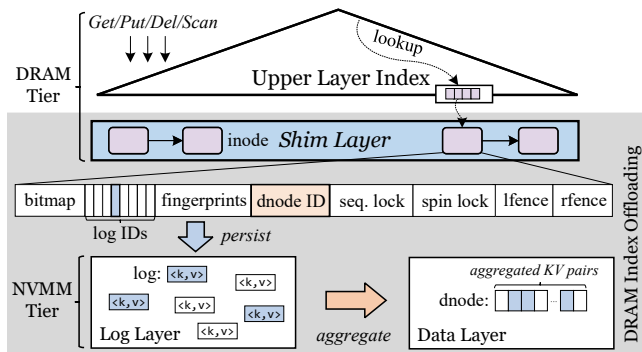 Get/Put/Del/Scan
lookup
DRAM
Tier
Upper Layer Index
inode Shim Layer
bitmap
fingerprints
dnode ID
seq. lock
spin lock
lfence
rfence
log IDs
persist
NVMM
Tier
log: <k,v>
<k,v>
<k,v>
<k,v>
<k,v>
<k,v>
Log Layer
aggregate
aggregated KV pairs
dnode:
...
Data Layer
DRAM Index Offloading